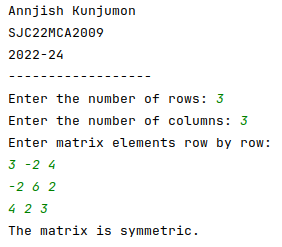 Annjish Kunjumon
SJC22MCA2009
2022-24
------------------
Enter the number of rows: 3
Enter the number of columns: 3
Enter matrix elements row by row:
3 -2 4
-2 6 2
4 2 3
The matrix is symmetric.